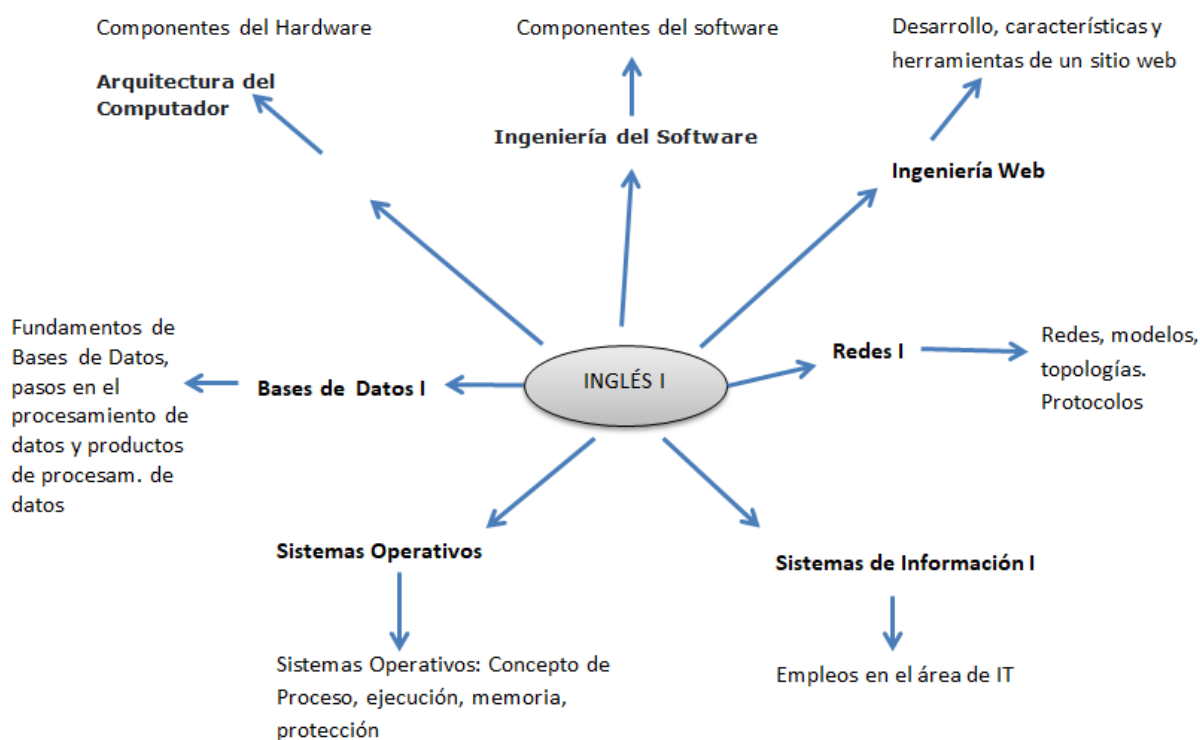 Componentes del Hardware
Arquitectura del
Computador
Componentes del software
Ingeniería del Software
Desarrollo, características y
herramientas de un sitio web
Ingeniería Web
Fundamentos de
Bases de Datos,
pasos en el
procesamiento de
datos y productos
de procesam. de
datos
Bases de Datos I
INGLÉS I
Redes I
Redes, modelos,
topologías.
Protocolos
Sistemas Operativos
Sistemas Operativos: Concepto de
Proceso, ejecución, memoria,
protección
Sistemas de Información I
Empleos en el área de IT